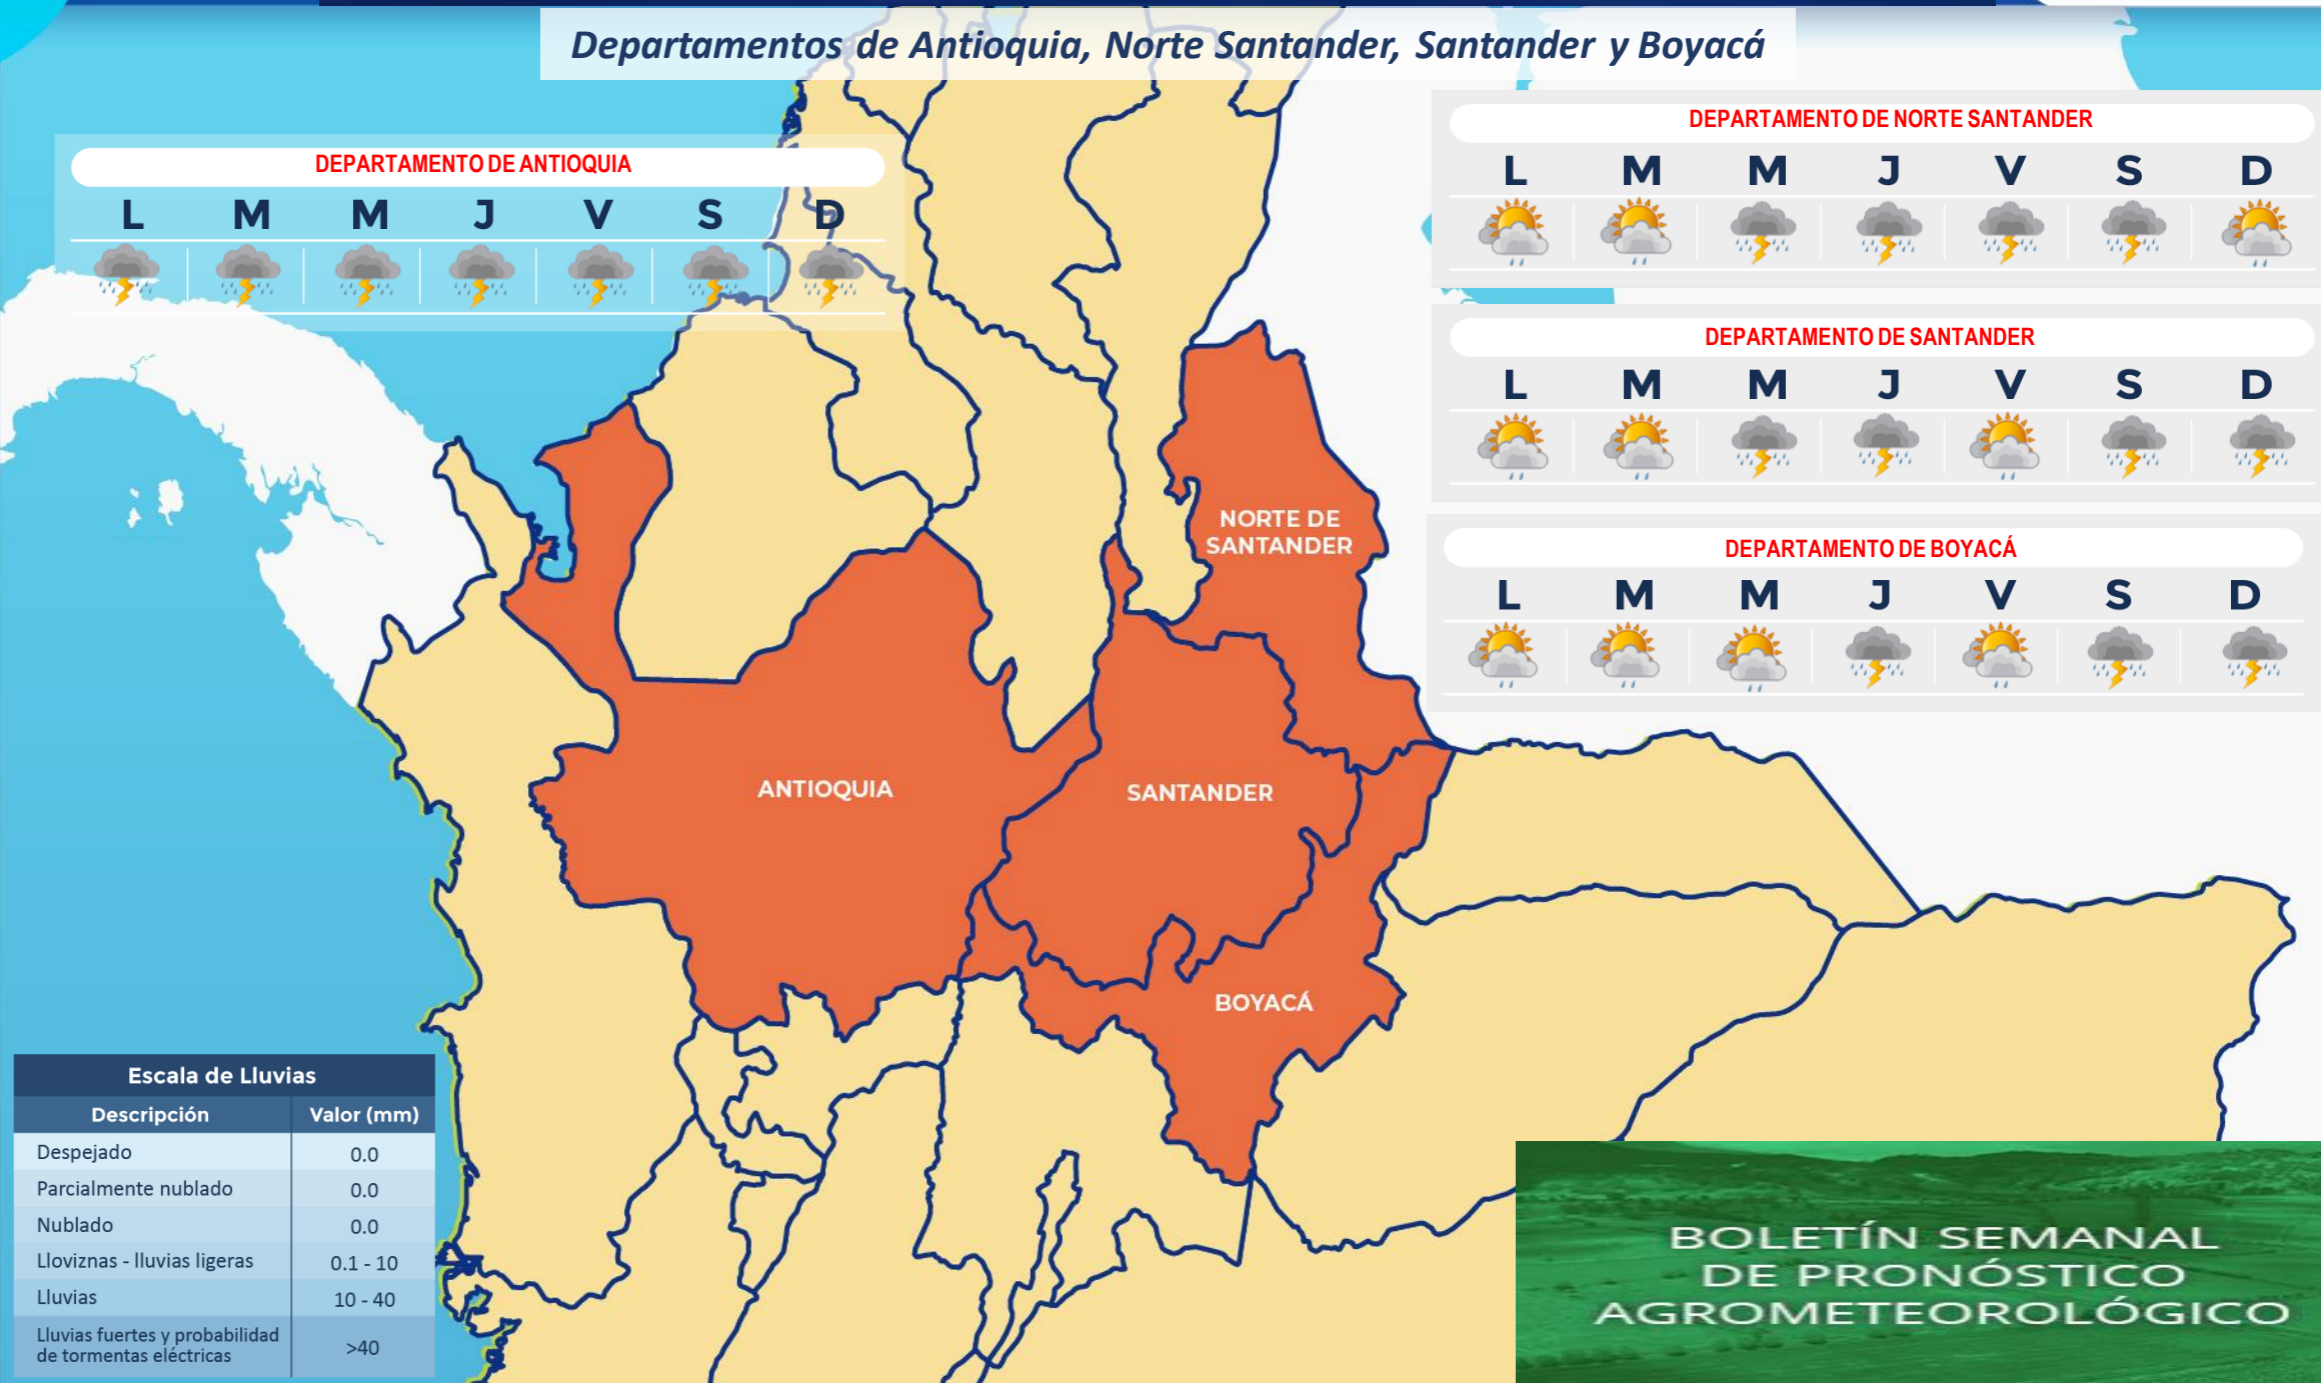 Departamentos de Antioquia, Norte Santander, Santander y Boyacá
DEPARTAMENTO DE ANTIOQUIA
L M M J V S D
DEPARTAMENTO DE NORTE SANTANDER
L M M J V S D
DEPARTAMENTO DE SANTANDER
L M M J V S D
DEPARTAMENTO DE BOYACÁ
L M M J V S D
NORTE DE
SANTANDER
ANTIOQUIA
SANTANDER
BOYACÁ
Escala de Lluvias
Descripción Valor (mm)
Despejado 0.0
Parcialmente nublado 0.0
Nublado 0.0
Lloviznas - lluvias ligeras 0.1 - 10
Lluvias 10 - 40
Lluvias fuertes y probabilidad
de tormentas eléctricas >40
BOLETÍN SEMANAL
DE PRONÓSTICO
AGROMETEOROLÓGICO